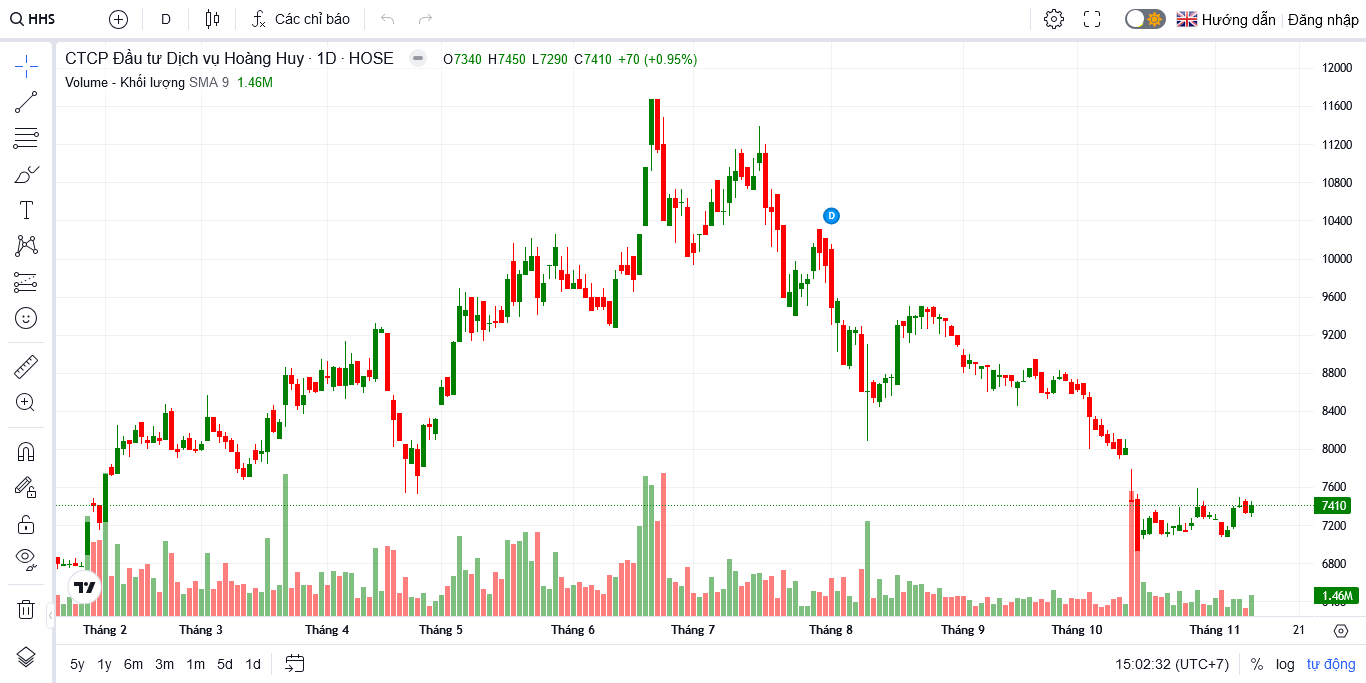 HHS D Các chỉ báo Hướng dẫn Đăng nhập
CTCP Đầu tư Dịch vụ Hoàng Huy · 1D · HOSE O7340 H7450 L7290 C7410 +70 (+0.95%)
Volume - Khối lượng SMA 9 1.46M
D
12000
11600
11200
10800
10400
10000
9600
9200
8800
8400
8000
7600
7410
7200
6800
1.46M
Tháng 2 Tháng 3 Tháng 4 Tháng 5 Tháng 6 Tháng 7 Tháng 8 Tháng 9 Tháng 10 Tháng 11 21
5y 1y 6m 3m 1m 5d 1d 15:02:32 (UTC+7) % log tự động